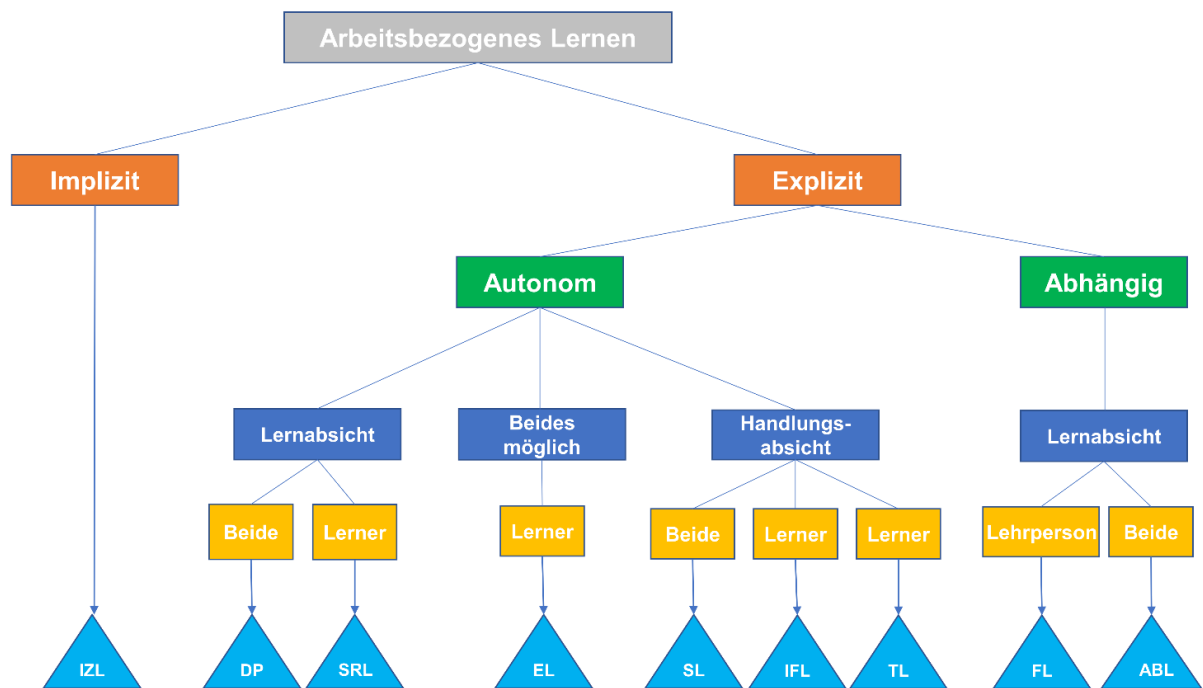 Arbeitsbezogenes Lernen
Implizit
Explizit
Autonom
Abhängig
Lernabsicht
Beides
möglich
Handlungs-
absicht
Lernabsicht
Beide
Lerner
Lerner
Beide
Lerner
Lerner
Lehrperson
Beide
IZL
DP
SRL
EL
SL
IFL
TL
FL
ABL